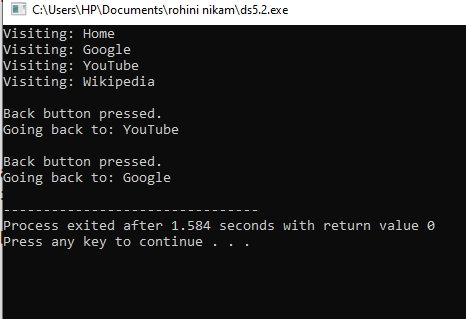 C:\Users\HP\Documents\rohini nikam\ds5.2.exe
Visiting: Home
Visiting: Google
Visiting: YouTube
Visiting: Wikipedia
Back button pressed.
Going back to: YouTube
Back button pressed.
Going back to: Google
--------------------------------
Process exited after 1.584 seconds with return value 0
Press any key to continue . . .